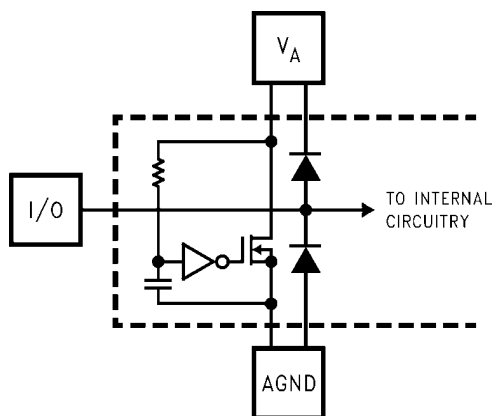 V_A
I/O
TO INTERNAL
CIRCUITRY
AGND